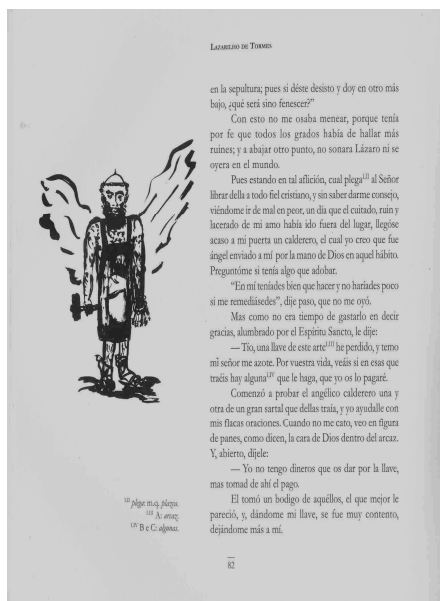 LAZARILHO DE TORMES
en la sepultura; pues si déste desisto y doy en otro más
bajo, ¿qué será sino fenescer?”
Con esto no me osaba menear, porque tenía
por fe que todos los grados había de hallar más
ruines; y a abajar otro punto, no sonara Lázaro ni se
oyera en el mundo.
Pues estando en tal aflición, cual plegaLII al Señor
librar della a todo fiel cristiano, y sin saber darme consejo,
viéndome ir de mal en peor, un día que el cuitado, ruin y
lacerado de mi amo había ido fuera del lugar, llegóse
acaso a mi puerta un calderero, el cual yo creo que fue
ángel enviado a mí por la mano de Dios en aquel hábito.
Preguntóme si tenía algo que adobar.
“En mí teníades bien que hacer y no haríades poco
si me remediásedes”, dije paso, que no me oyó.
Mas como no era tiempo de gastarlo en decir
gracias, alumbrado por el Espíritu Sancto, le dije:
— Tío, una llave de este arteLIII he perdido, y temo
mi señor me azote. Por vuestra vida, veáis si en esas que
traéis hay algunaLIV que le haga, que yo os lo pagaré.
Comenzó a probar el angélico calderero una y
otra de un gran sartal que dellas traía, y yo ayudalle con
mis flacas oraciones. Cuando no me cato, veo en figura
de panes, como dicen, la cara de Dios dentro del arcaz.
Y, abierto, díjele:
— Yo no tengo dineros que os dar por la llave,
mas tomad de ahí el pago.
El tomó un bodigo de aquéllos, el que mejor le
pareció, y, dándome mi llave, se fue muy contento,
dejándome más a mí.
LII plega: m.q. plazca.
LIII A: arcaz.
LIV B e C: algunas.
82